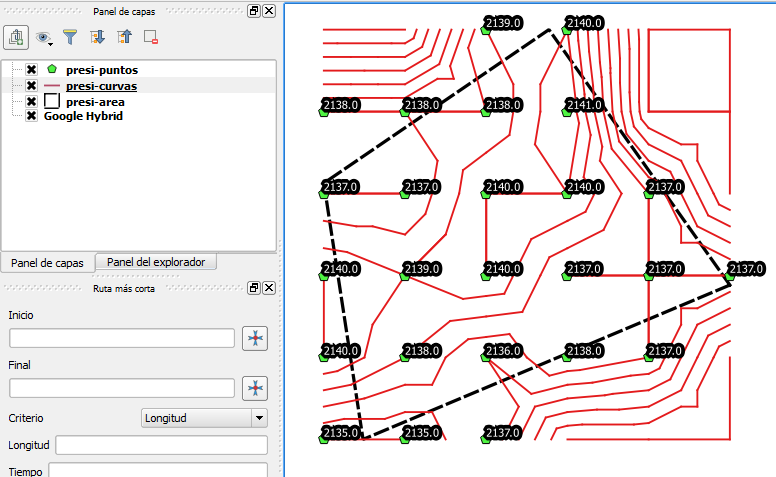 Panel de capas
presi-puntos
presi-curvas
presi-area
Google Hybrid
Panel de capas
Panel del explorador
Ruta más corta
Inicio
Final
Criterio
Longitud
Longitud
Tiempo
2139.0
2140.0
2138.0
2138.0
2138.0
2141.0
2137.0
2137.0
2140.0
2140.0
2137.0
2140.0
2139.0
2140.0
2137.0
2137.0
2137.0
2140.0
2138.0
2136.0
2138.0
2137.0
2135.0
2135.0
2137.0